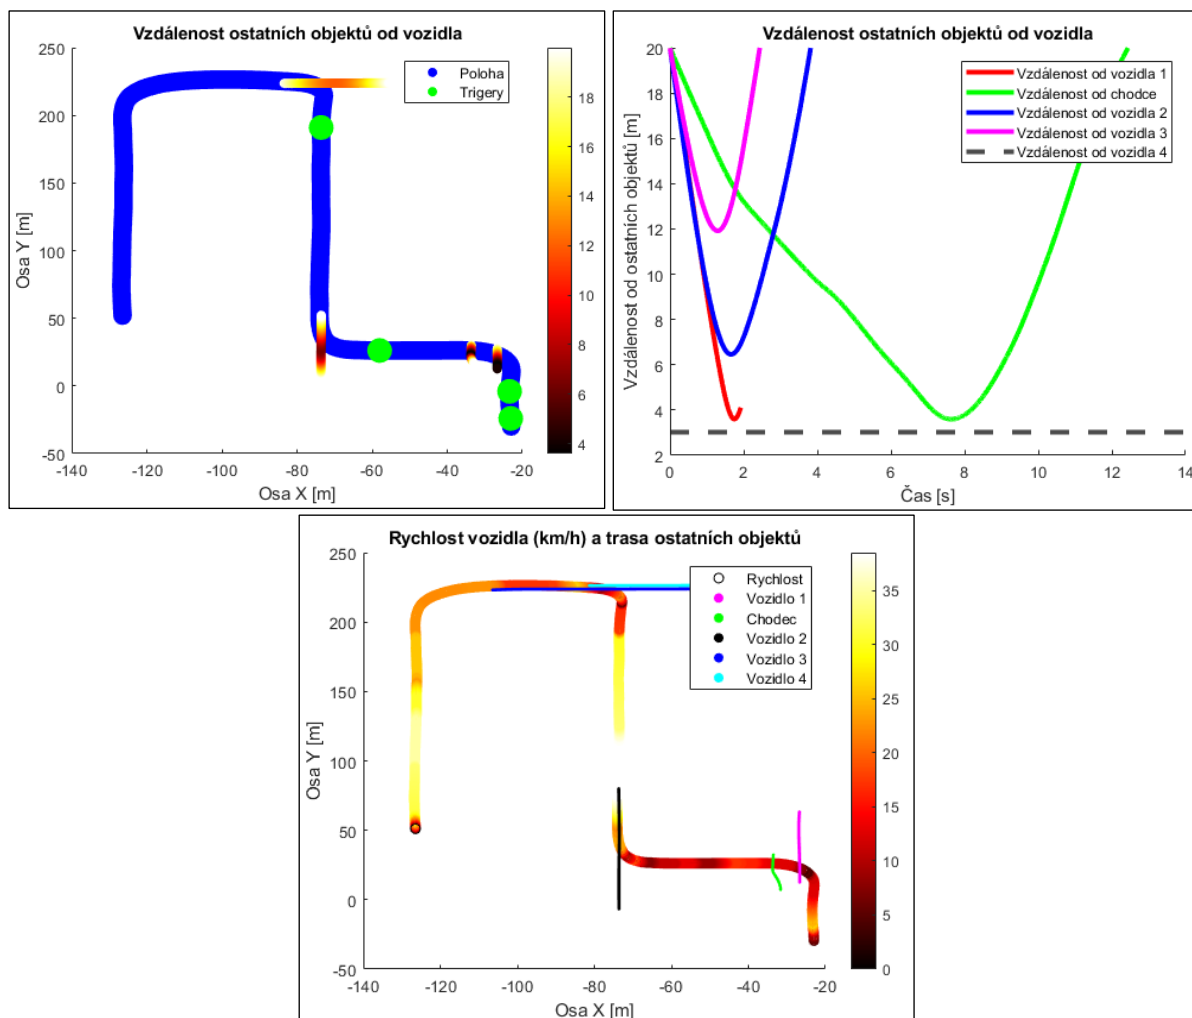 Vzdálenost ostatních objektů od vozidla
250
200
150
100
50
0
-50
-140
-120
-100
-80
-60
-40
-20
Osa Y [m]
Osa X [m]
Poloha
Trigery
18
16
14
12
10
8
6
4
Vzdálenost ostatních objektů od vozidla
20
18
16
14
12
10
8
6
4
2
0
2
4
6
8
10
12
14
Vzdálenost od ostatních objektů [m]
Čas [s]
Vzdálenost od vozidla 1
Vzdálenost od chodce
Vzdálenost od vozidla 2
Vzdálenost od vozidla 3
Vzdálenost od vozidla 4
Rychlost vozidla (km/h) a trasa ostatních objektů
250
200
150
100
50
0
-50
-140
-120
-100
-80
-60
-40
-20
Osa Y [m]
Osa X [m]
Rychlost
Vozidlo 1
Chodec
Vozidlo 2
Vozidlo 3
Vozidlo 4
35
30
25
20
15
10
5
0